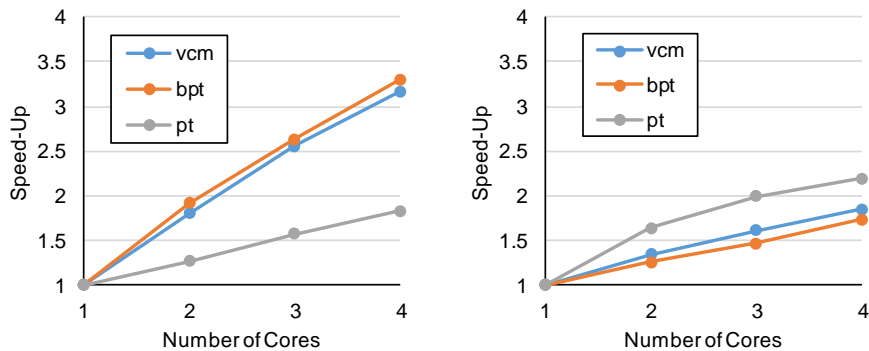 4
3.5
3
2.5
2
1.5
1
Speed-Up
vcm
bpt
pt
1 2 3 4
Number of Cores
4
3.5
3
2.5
2
1.5
1
Speed-Up
vcm
bpt
pt
1 2 3 4
Number of Cores